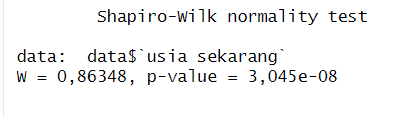 Shapiro-Wilk normality test
data:  data$`usia sekarang`
W = 0,86348, p-value = 3,045e-08